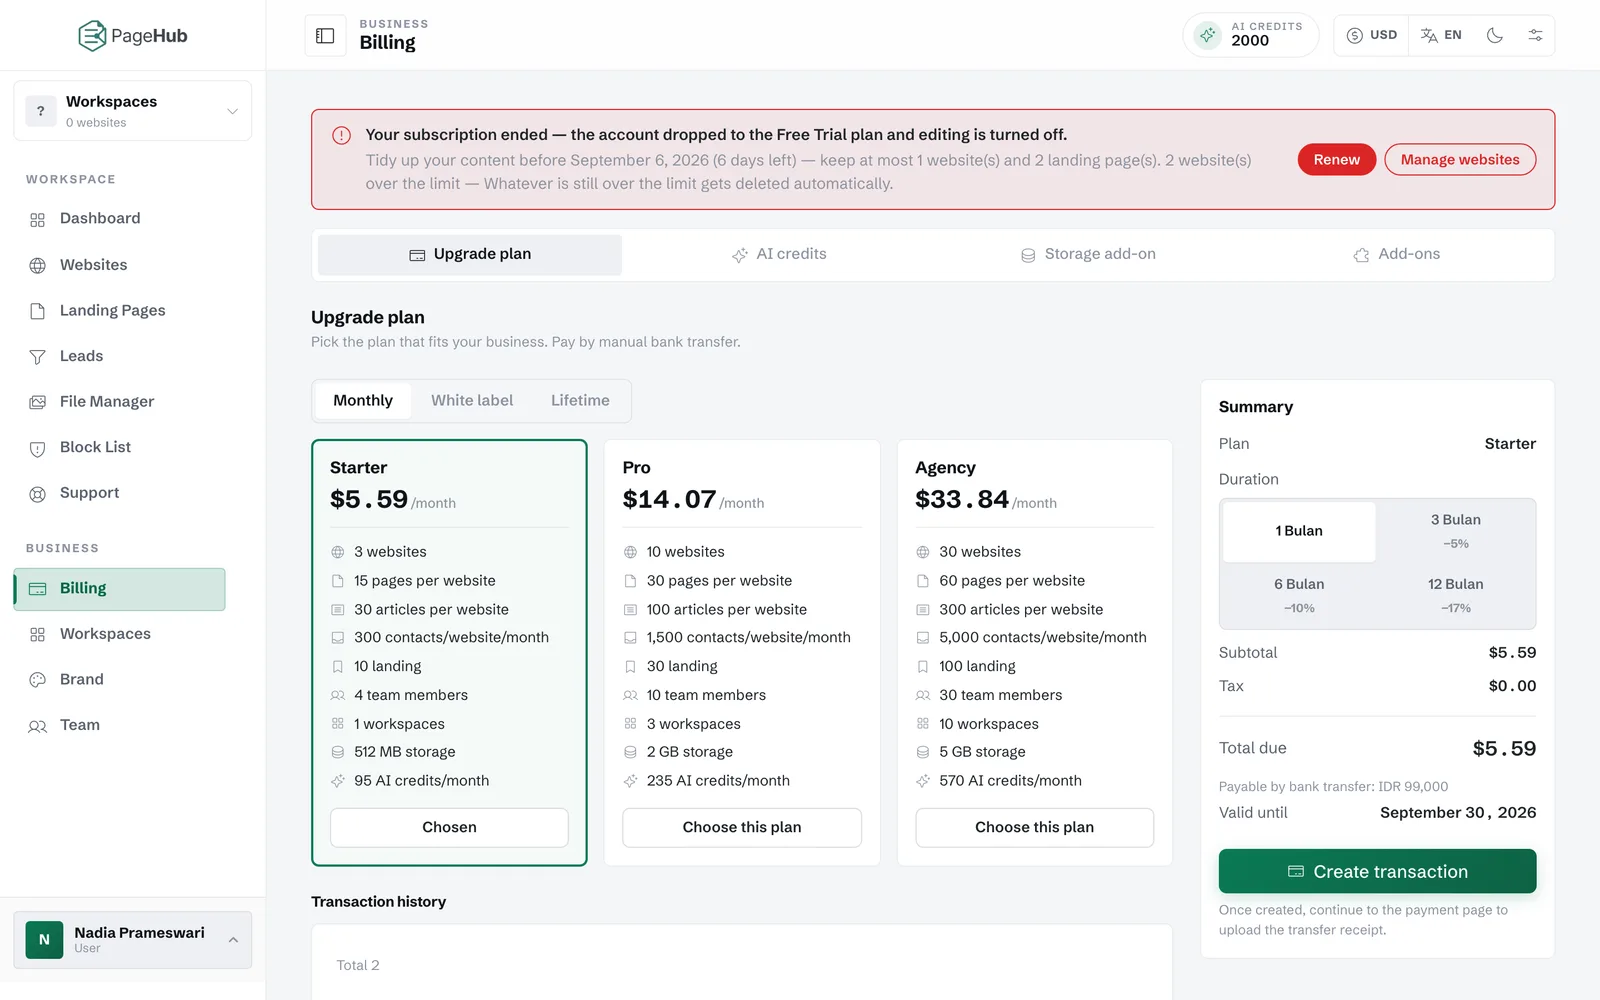 PageHub
BUSINESS
Billing
AI CREDITS
2000
USD
EN
?
Workspaces
0 websites
WORKSPACE
Dashboard
Websites
Landing Pages
Leads
File Manager
Block List
Support
BUSINESS
Billing
Workspaces
Brand
Team
N
Nadia Prameswari
User
Your subscription ended — the account dropped to the Free Trial plan and editing is turned off.
Tidy up your content before September 6, 2026 (6 days left) — keep at most 1 website(s) and 2 landing page(s). 2 website(s)
over the limit — Whatever is still over the limit gets deleted automatically.
Renew
Manage websites
Upgrade plan
AI credits
Storage add-on
Add-ons
Upgrade plan
Pick the plan that fits your business. Pay by manual bank transfer.
Monthly
White label
Lifetime
Starter
$5.59/month
3 websites
15 pages per website
30 articles per website
300 contacts/website/month
10 landing
4 team members
1 workspaces
512 MB storage
95 AI credits/month
Chosen
Pro
$14.07/month
10 websites
30 pages per website
100 articles per website
1,500 contacts/website/month
30 landing
10 team members
3 workspaces
2 GB storage
235 AI credits/month
Choose this plan
Agency
$33.84/month
30 websites
60 pages per website
300 articles per website
5,000 contacts/website/month
100 landing
30 team members
10 workspaces
5 GB storage
570 AI credits/month
Choose this plan
Summary
Plan Starter
Duration
1 Bulan
3 Bulan
−5%
6 Bulan
−10%
12 Bulan
−17%
Subtotal $5.59
Tax $0.00
Total due $5.59
Payable by bank transfer: IDR 99,000
Valid until September 30, 2026
Create transaction
Once created, continue to the payment page to
upload the transfer receipt.
Transaction history
Total 2